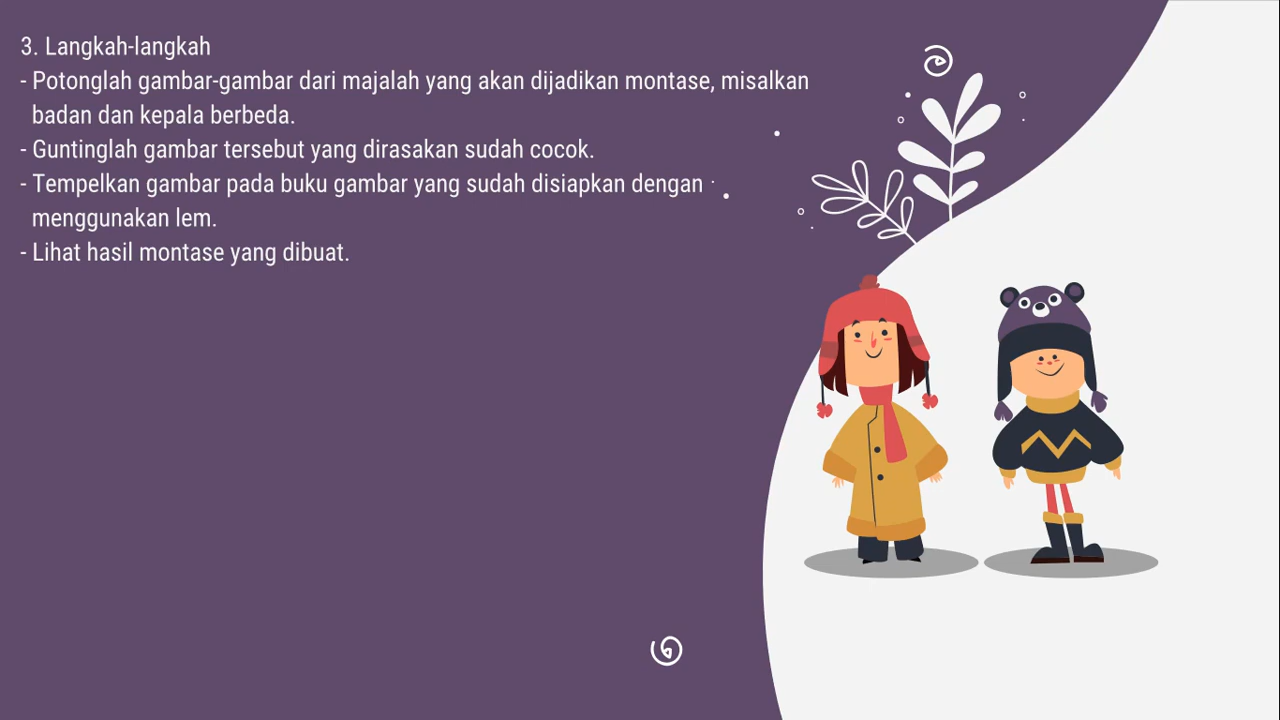 3. Langkah-langkah
- Potonglah gambar-gambar dari majalah yang akan dijadikan montase, misalkan
badan dan kepala berbeda.
- Guntinglah gambar tersebut yang dirasakan sudah cocok.
- Tempelkan gambar pada buku gambar yang sudah disiapkan dengan
menggunakan lem.
- Lihat hasil montase yang dibuat.